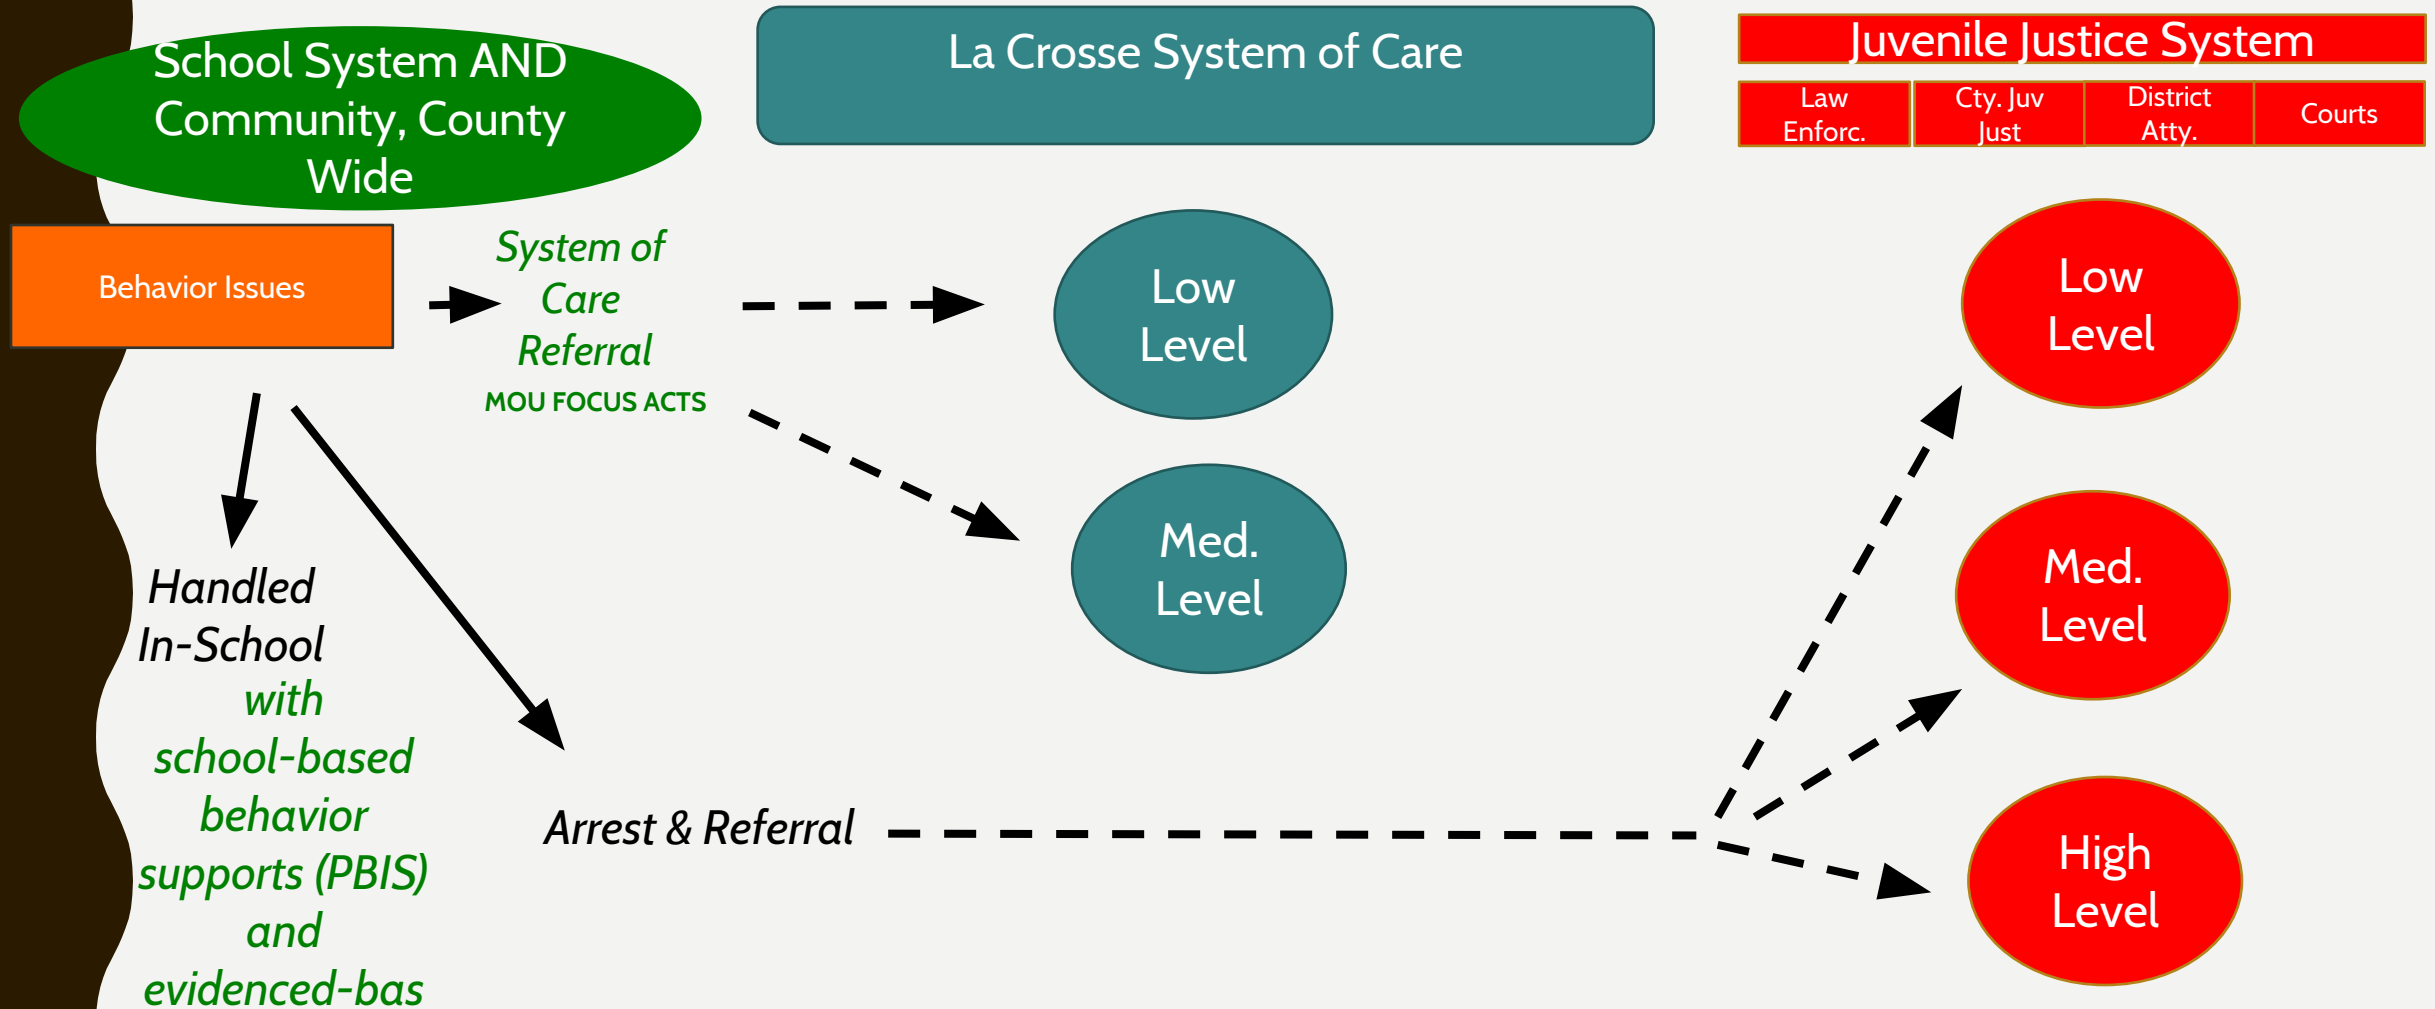 School System AND
Community, County
Wide
La Crosse System of Care
Juvenile Justice System
Law
Enforc.
Cty. Juv
Just
District
Atty.
Courts
Behavior Issues
System of
Care
Referral
MOU FOCUS ACTS
Low
Level
Low
Level
Med.
Level
Med.
Level
Handled
In-School
with
school-based
behavior
supports (PBIS)
and
evidenced-bas
Arrest & Referral
High
Level